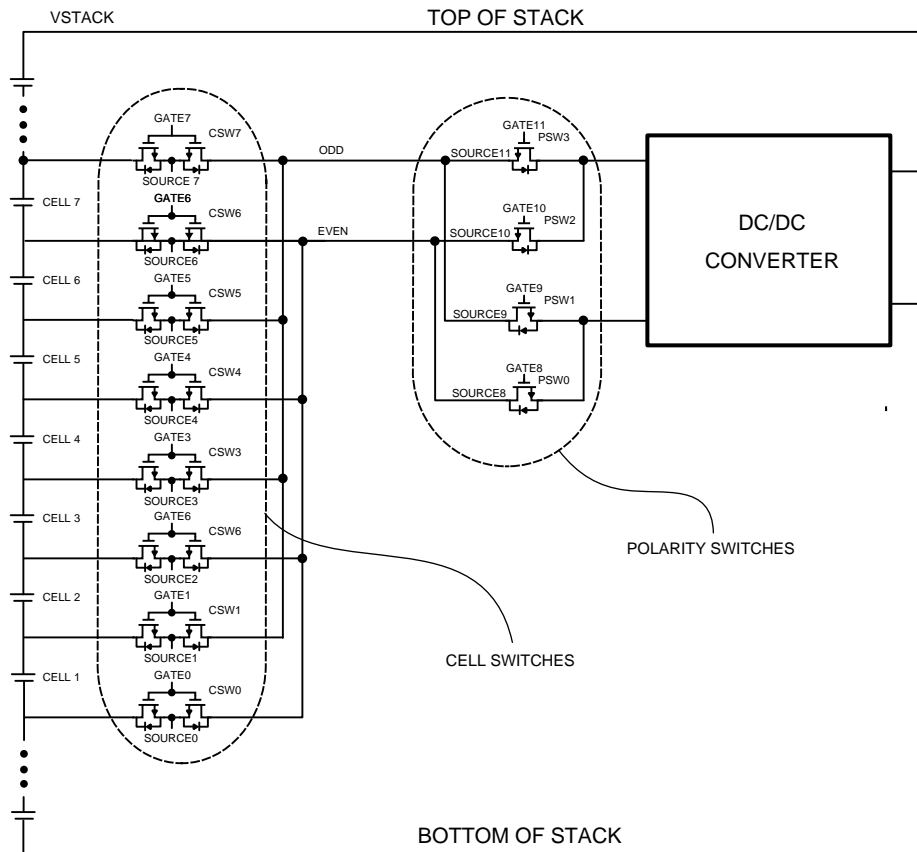 VSTACK
TOP OF STACK
GATE7
CSW7
SOURCE 7
ODD
GATE11
PSW3
SOURCE11
CELL 7
GATE6
CSW6
SOURCE6
EVEN
GATE10
PSW2
SOURCE10
DC/DC
CONVERTER
CELL 6
GATE5
CSW5
SOURCE5
GATE9
PSW1
SOURCE9
CELL 5
GATE4
CSW4
SOURCE4
GATE8
PSW0
SOURCE8
CELL 4
GATE3
CSW3
SOURCE3
CELL 3
GATE6
CSW6
SOURCE2
POLARITY SWITCHES
CELL 2
GATE1
CSW1
SOURCE1
CELL SWITCHES
CELL 1
GATE0
CSW0
SOURCE0
BOTTOM OF STACK